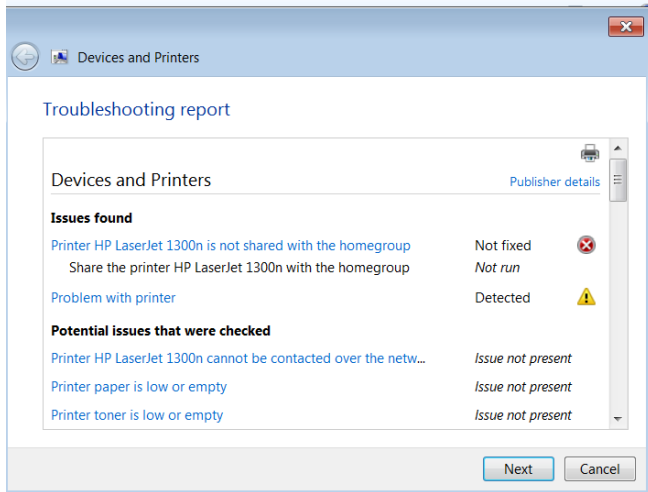 Devices and Printers
Troubleshooting report
Devices and Printers
Publisher details
Issues found
Printer HP LaserJet 1300n is not shared with the homegroup Not fixed
Share the printer HP LaserJet 1300n with the homegroup Not run
Problem with printer Detected
Potential issues that were checked
Printer HP LaserJet 1300n cannot be contacted over the netw... Issue not present
Printer paper is low or empty Issue not present
Printer toner is low or empty Issue not present
Next Cancel